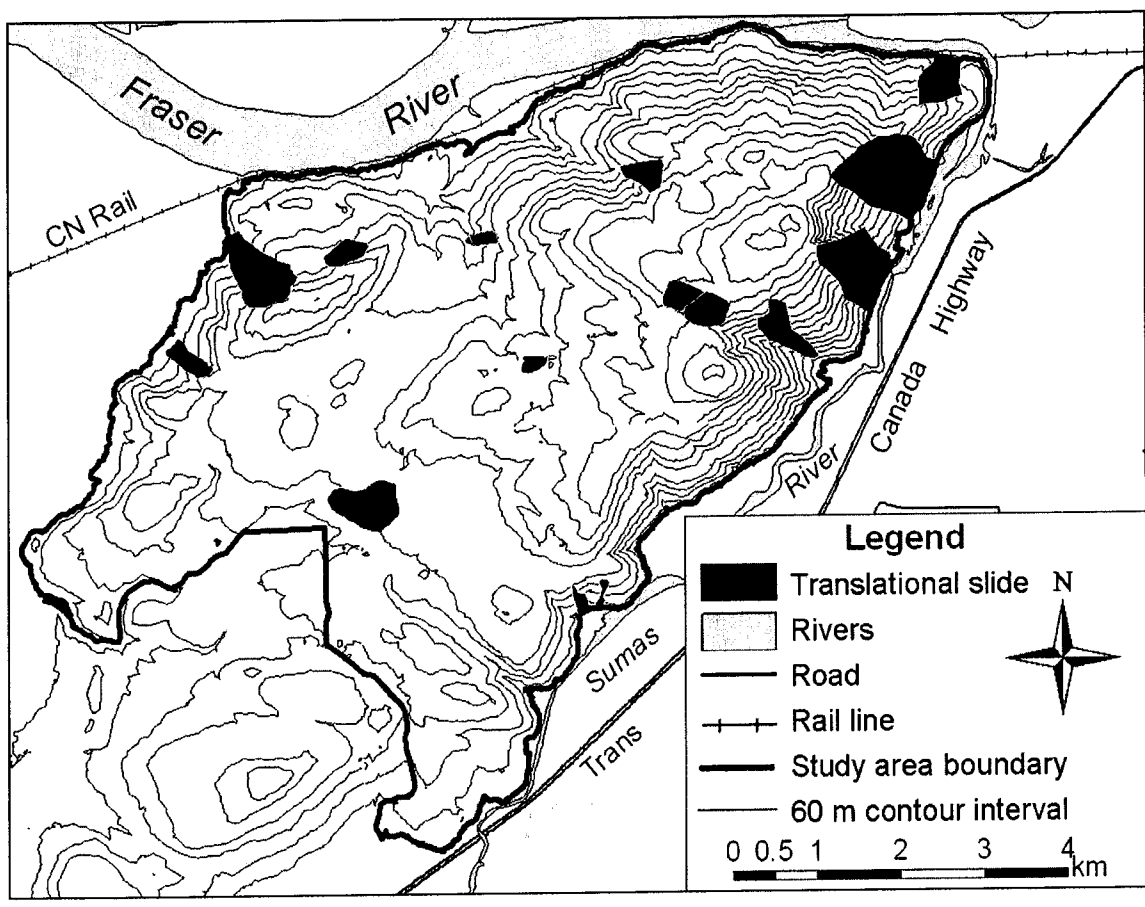 Fraser River
CN Rail
Trans Canada Highway
Sumas River
Legend
Translational slide
Rivers
Road
Rail line
Study area boundary
60 m contour interval
N
0 0.5 1 2 3 4 km